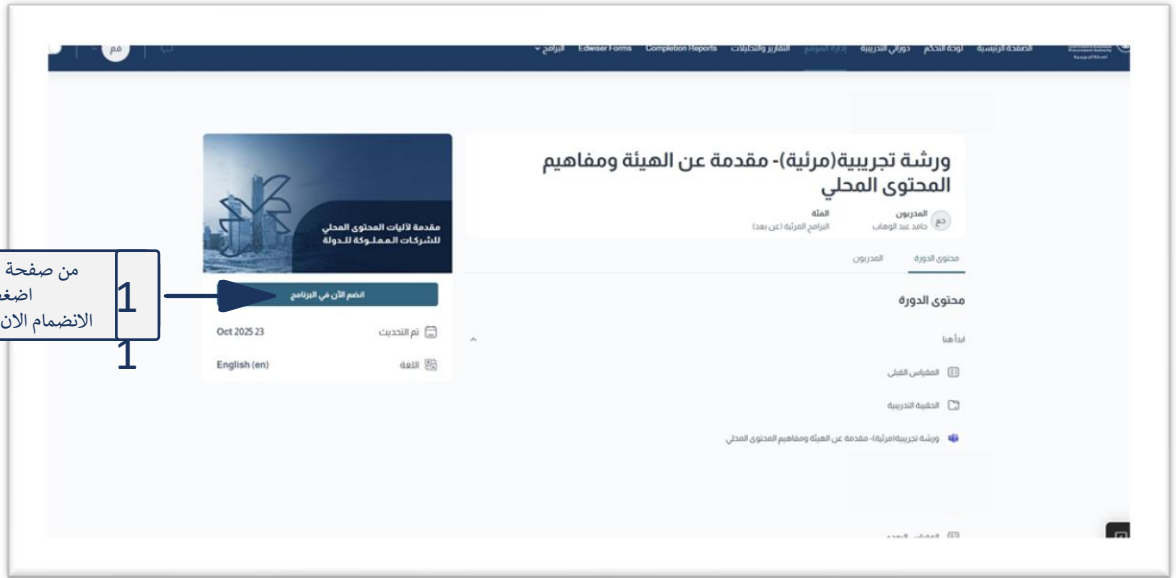 الصفحة الرئيسية لوحة التحكم دوراتي التدريبية إدارة الموقع التقارير والتحليلات Completion Reports Edwiser Forms البرامج
فم
ورشة تجريبية(مرئية)- مقدمة عن الهيئة ومفاهيم
المحتوى المحلي
حع
المدربون
حامد عبد الوهاب
الفئة
البرامج المرئية (عن بعد)
محتوى الدورة
المدربون
محتوى الدورة
ابدأ هنا
المقياس القبلي
الحقيبة التدريبية
ورشة تجريبية(مرئية)- مقدمة عن الهيئة ومفاهيم المحتوى المحلي
مقدمة لآليات المحتوى المحلي
للشركات المملوكة للدولة
انضم الآن في البرنامج
تم التحديث
23 Oct 2025
اللغة
English (en)
من صفحة
الانضمام الان
1
1